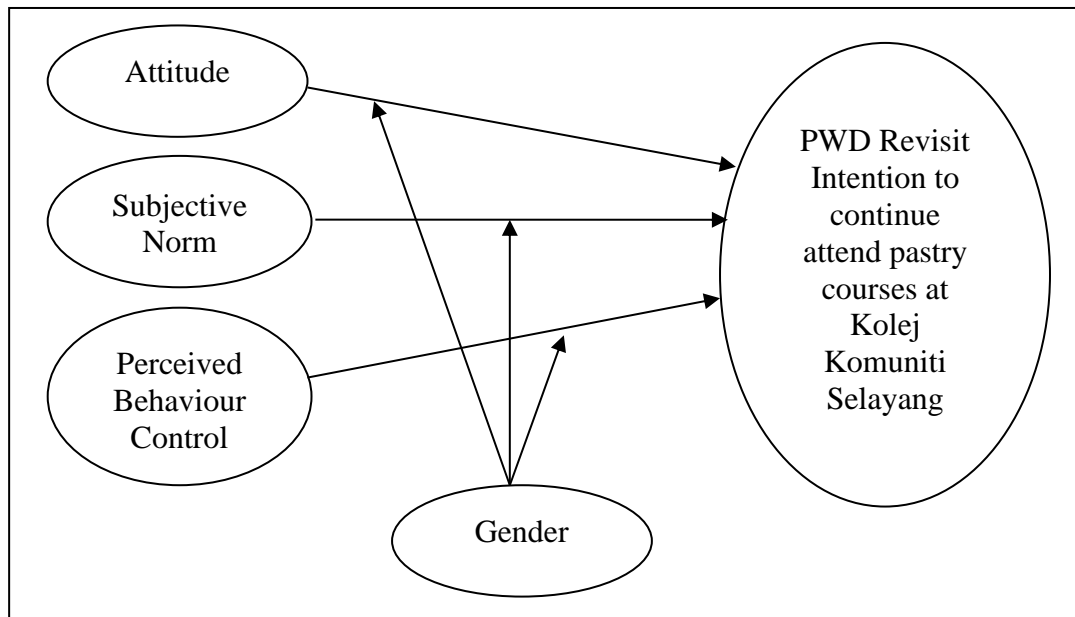 Attitude
Subjective
Norm
Perceived
Behaviour
Control
Gender
PWD Revisit
Intention to
continue
attend pastry
courses at
Kolej
Komuniti
Selayang